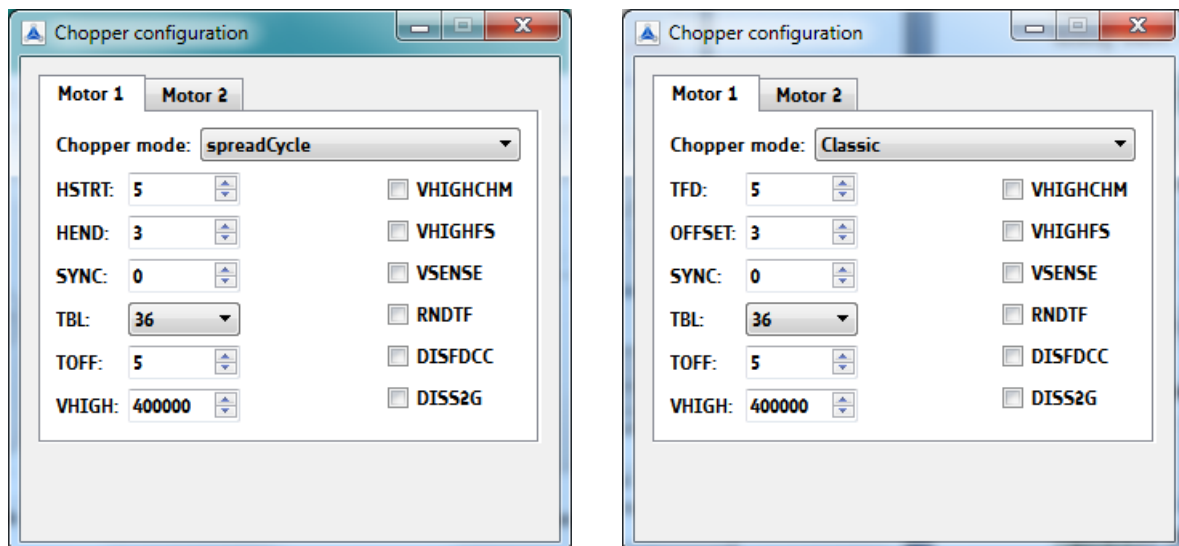 Chopper configuration
Motor 1 Motor 2
Chopper mode: spreadCycle
HSTRT: 5 VHIGHCHM
HEND: 3 VHIGHFS
SYNC: 0 VSENSE
TBL: 36 RNDTF
TOFF: 5 DISFDCC
VHIGH: 400000 DISS2G
Chopper configuration
Motor 1 Motor 2
Chopper mode: Classic
TFD: 5 VHIGHCHM
OFFSET: 3 VHIGHFS
SYNC: 0 VSENSE
TBL: 36 RNDTF
TOFF: 5 DISFDCC
VHIGH: 400000 DISS2G